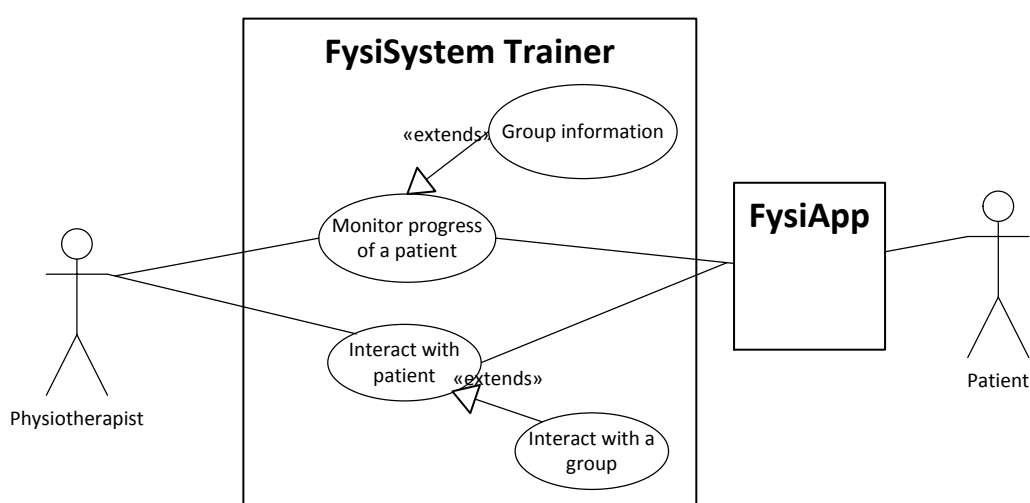 FysiSystem Trainer
«extends»
Group information
Monitor progress
of a patient
FysiApp
Interact with
patient
«extends»
Interact with a
group
Physiotherapist
Patient